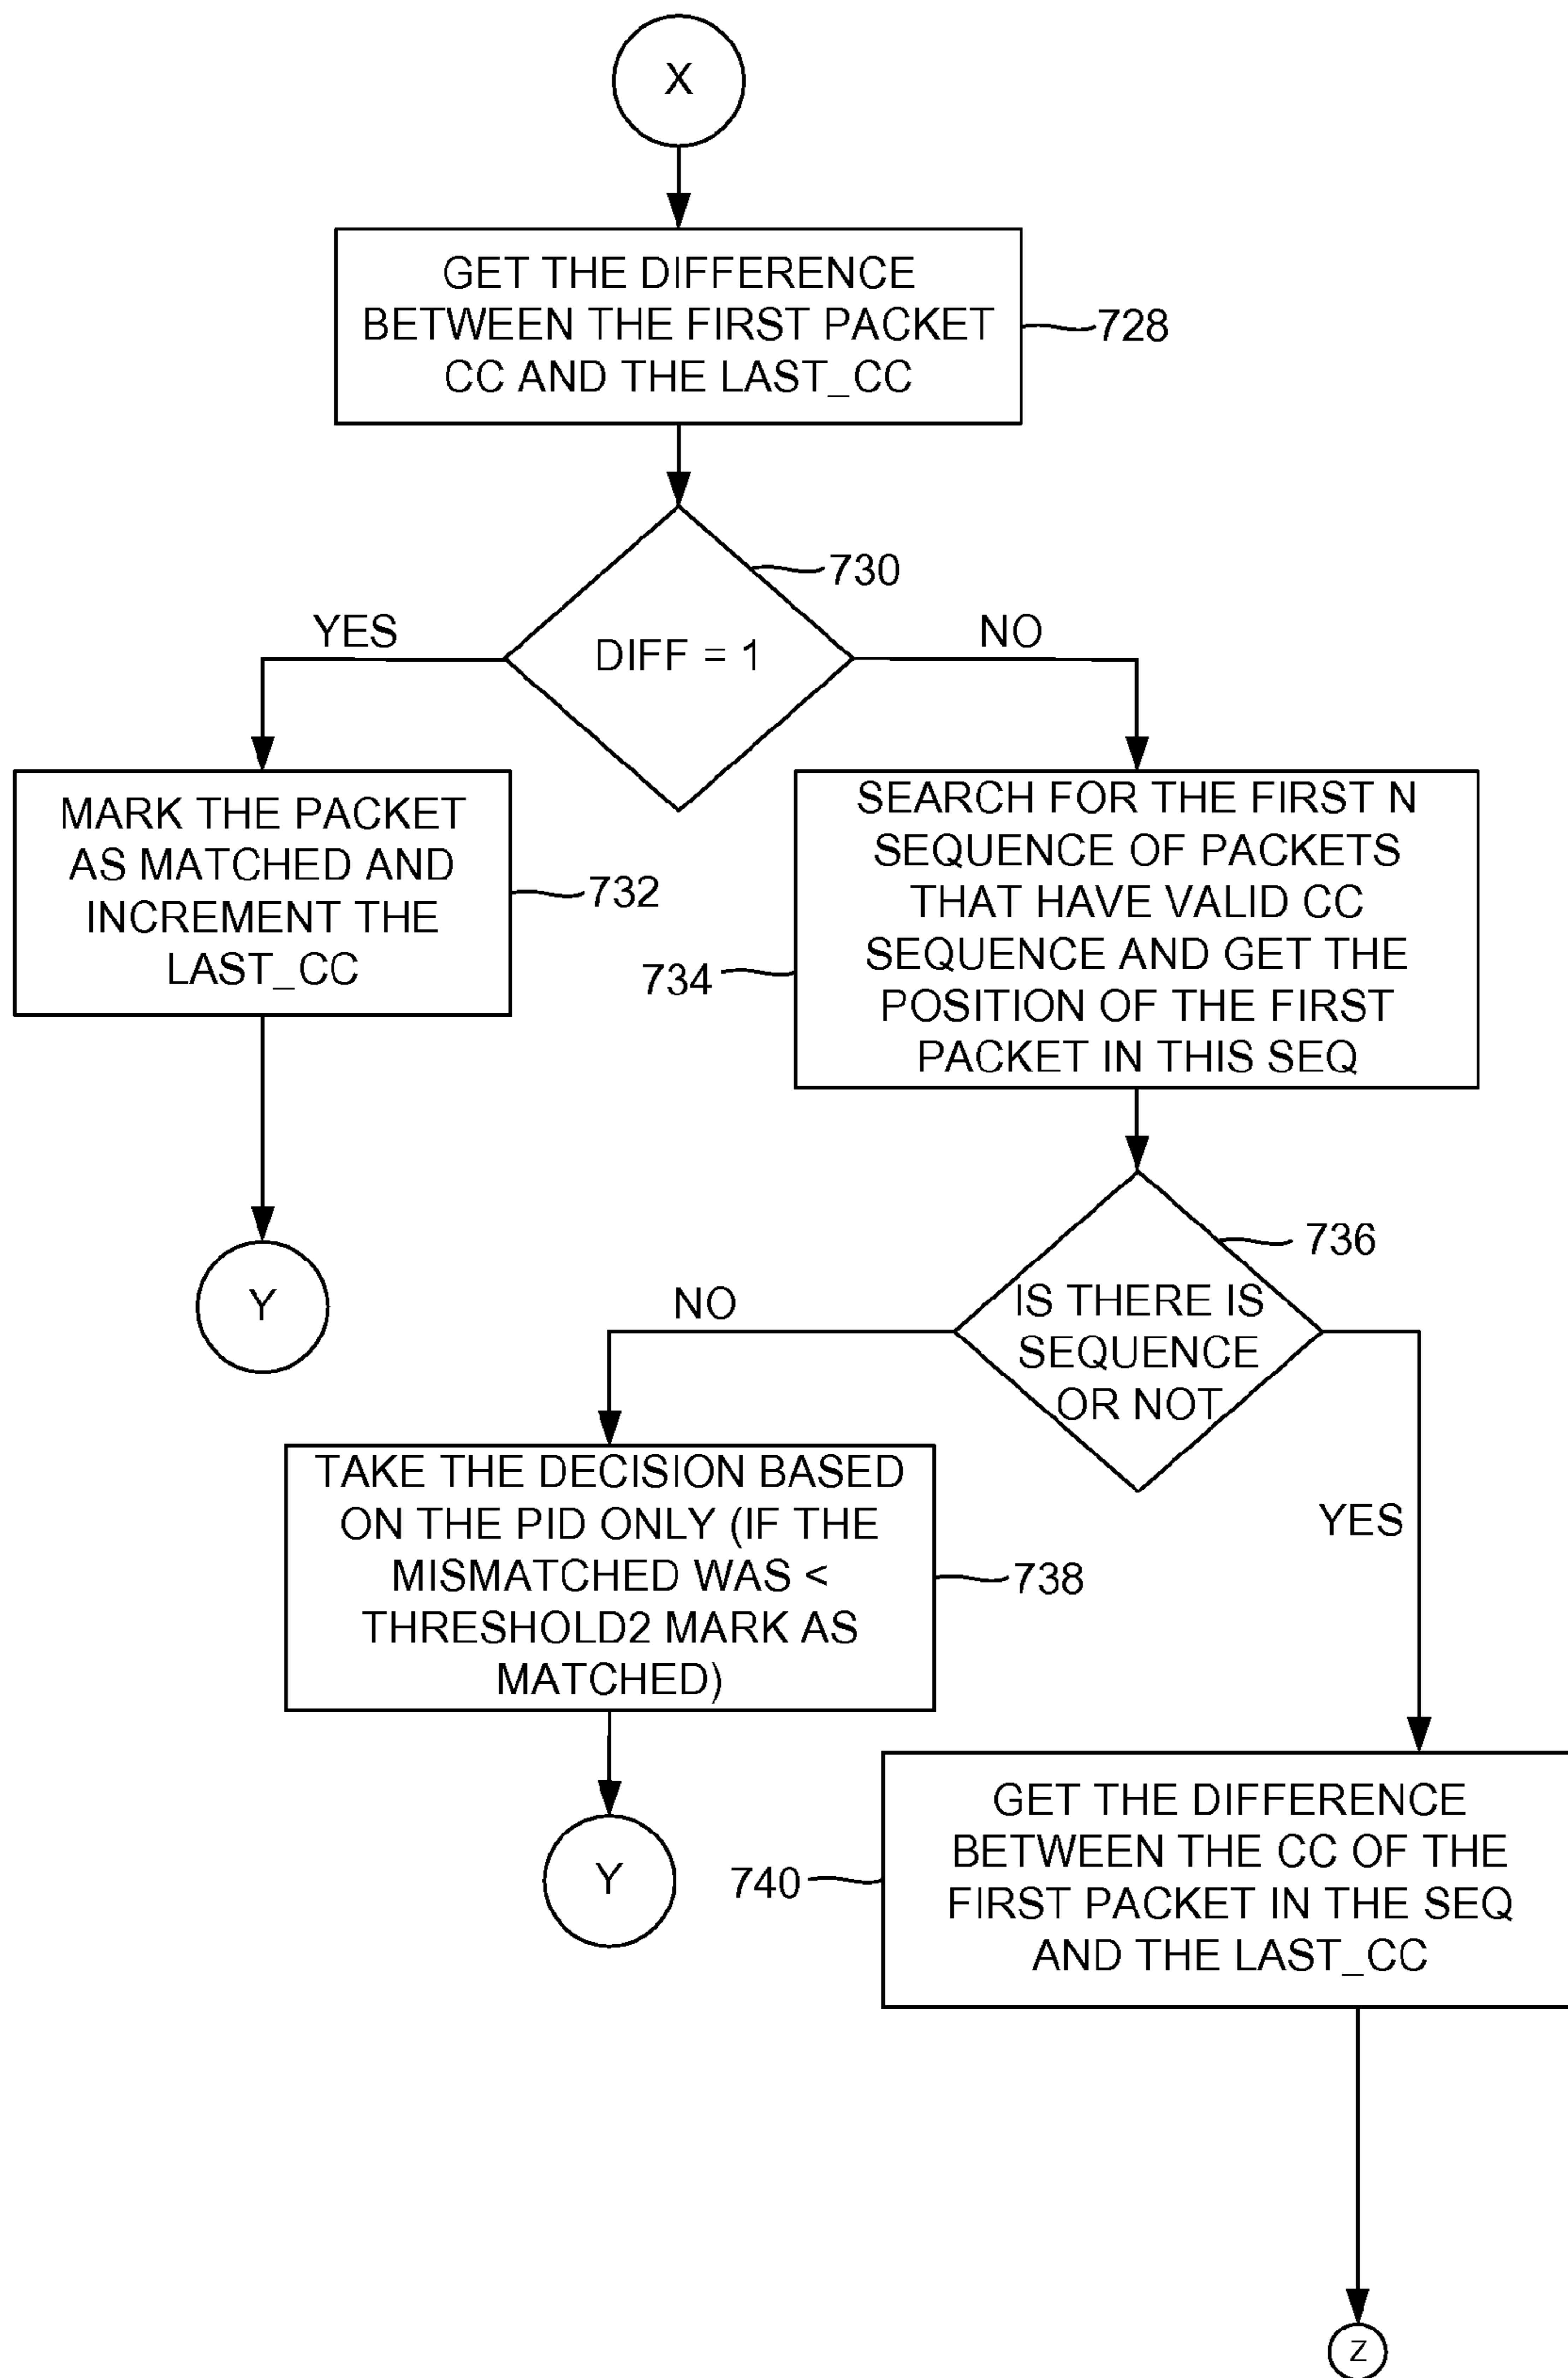 X
GET THE DIFFERENCE
BETWEEN THE FIRST PACKET
CC AND THE LAST_CC
728
730
DIFF = 1
YES
NO
MARK THE PACKET
AS MATCHED AND
INCREMENT THE
LAST_CC
732
SEARCH FOR THE FIRST N
SEQUENCE OF PACKETS
THAT HAVE VALID CC
SEQUENCE AND GET THE
POSITION OF THE FIRST
PACKET IN THIS SEQ
734
Y
736
IS THERE IS
SEQUENCE
OR NOT
NO
YES
TAKE THE DECISION BASED
ON THE PID ONLY (IF THE
MISMATCHED WAS <
THRESHOLD2 MARK AS
MATCHED)
738
Y
GET THE DIFFERENCE
BETWEEN THE CC OF THE
FIRST PACKET IN THE SEQ
AND THE LAST_CC
740
Z